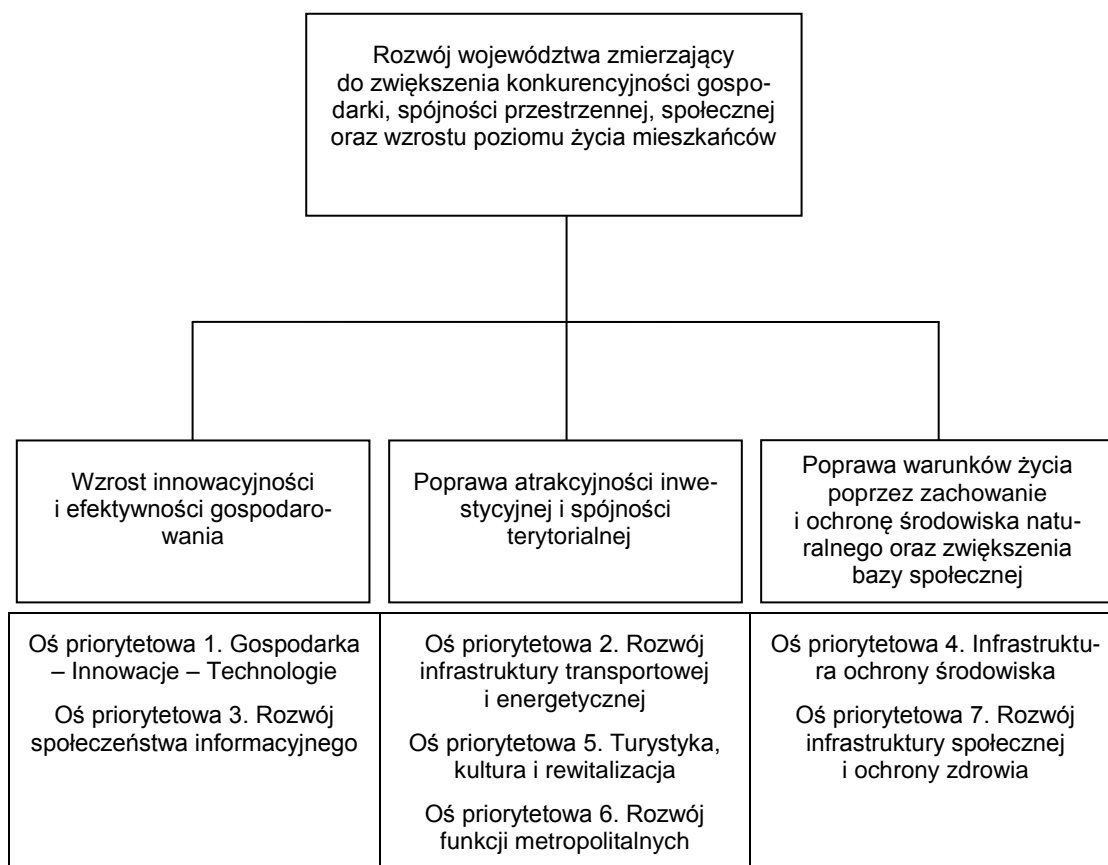 Rozwój województwa zmierzający
do zwiększenia konkurencyjności gospo-
darki, spójności przestrzennej, społecznej
oraz wzrostu poziomu życia mieszkańców
Wzrost innowacyjności
i efektywności gospodaro-
wania
Poprawa atrakcyjności inwe-
stycyjnej i spójności
terytorialnej
Poprawa warunków życia
poprzez zachowanie
i ochronę środowiska natu-
ralnego oraz zwiększenia
bazy społecznej
Oś priorytetowa 1. Gospodarka
– Innowacje – Technologie
Oś priorytetowa 3. Rozwój
społeczeństwa informacyjnego
Oś priorytetowa 2. Rozwój
infrastruktury transportowej
i energetycznej
Oś priorytetowa 5. Turystyka,
kultura i rewitalizacja
Oś priorytetowa 6. Rozwój
funkcji metropolitalnych
Oś priorytetowa 4. Infrastruktu-
ra ochrony środowiska
Oś priorytetowa 7. Rozwój
infrastruktury społecznej
i ochrony zdrowia